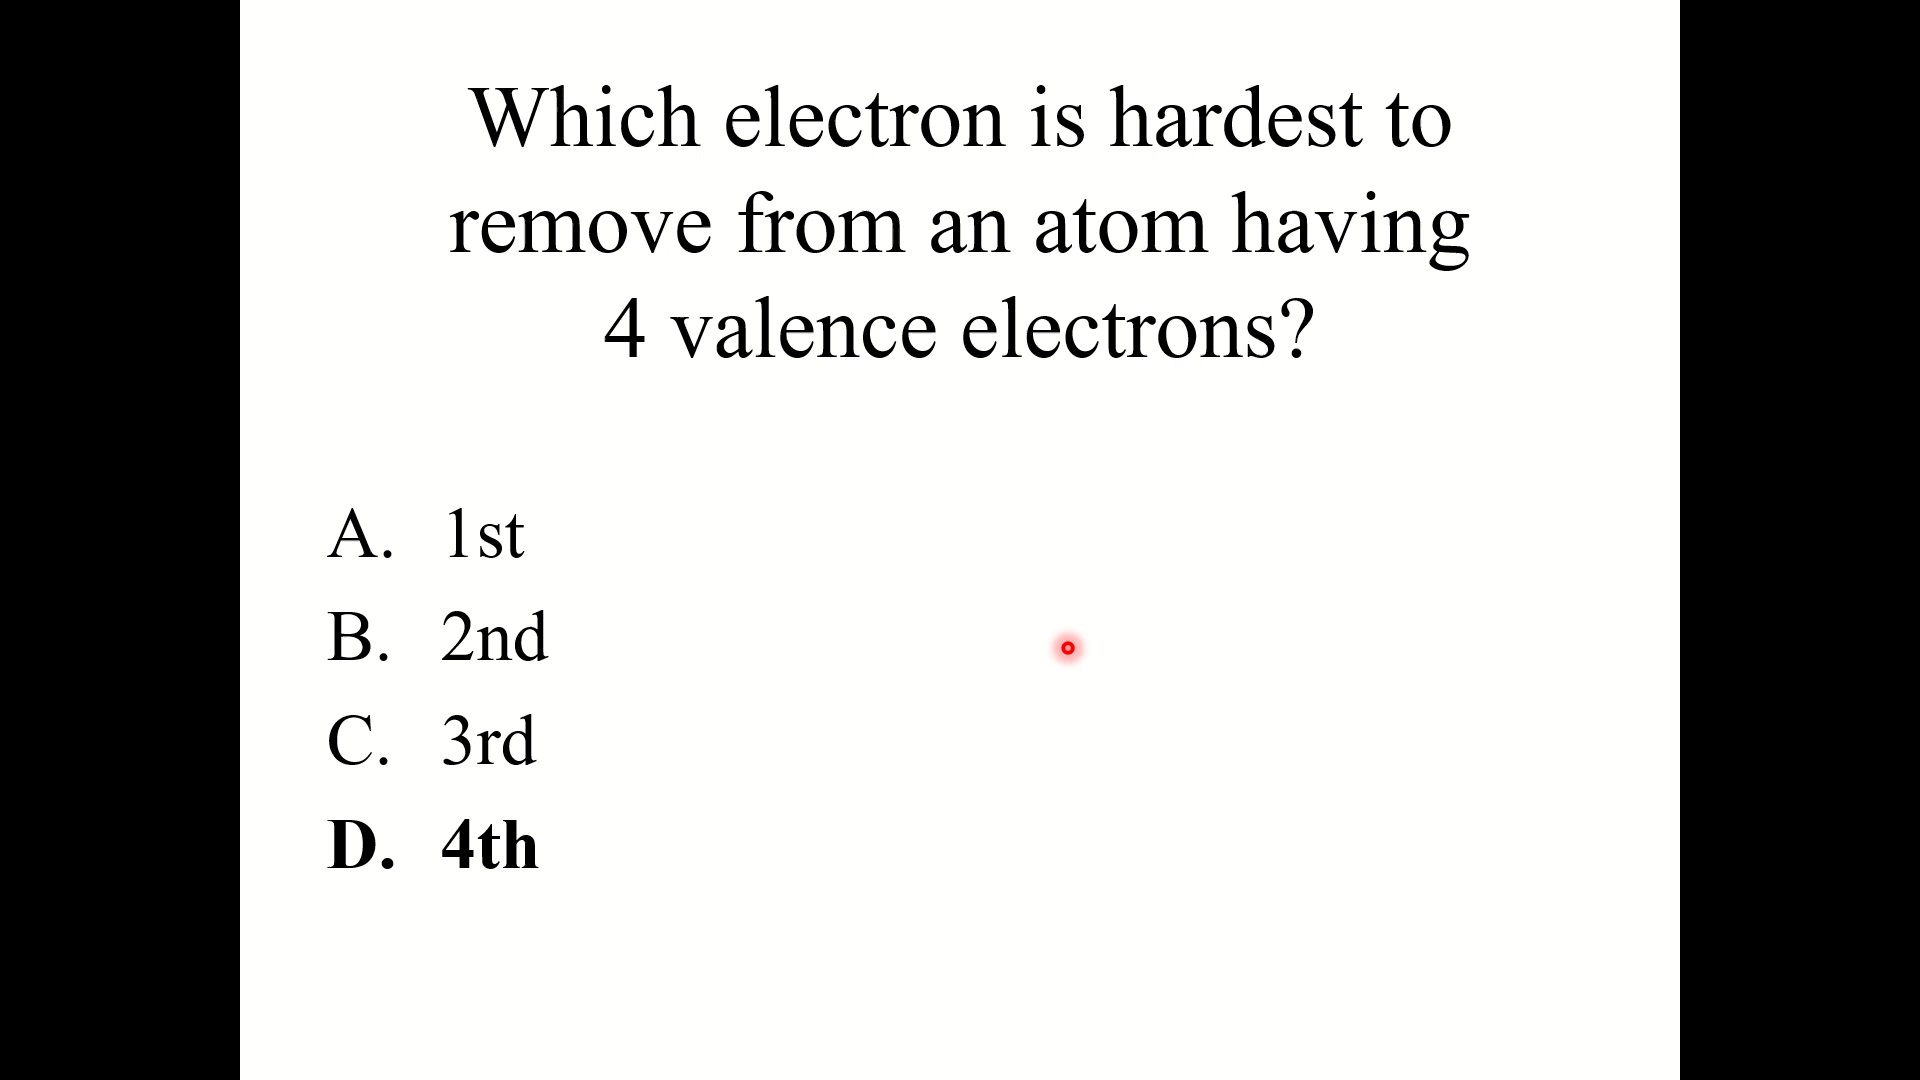 Which electron is hardest to
remove from an atom having
4 valence electrons?
A. 1st
B. 2nd
C. 3rd
D. 4th